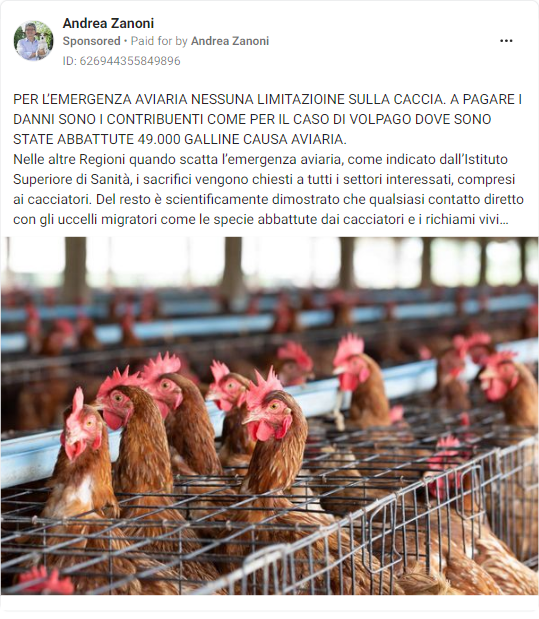 Andrea Zanoni
Sponsored • Paid for by Andrea Zanoni
ID: 626944355849896
PER L'EMERGENZA AVIARIA NESSUNA LIMITAZIOINE SULLA CACCIA. A PAGARE I
DANNI SONO I CONTRIBUENTI COME PER IL CASO DI VOLPAGO DOVE SONO
STATE ABBATTUTE 49.000 GALLINE CAUSA AVIARIA.
Nelle altre Regioni quando scatta l'emergenza aviaria, come indicato dall'Istituto
Superiore di Sanità, i sacrifici vengono chiesti a tutti i settori interessati, compresi
ai cacciatori. Del resto è scientificamente dimostrato che qualsiasi contatto diretto
con gli uccelli migratori come le specie abbattute dai cacciatori e i richiami vivi...